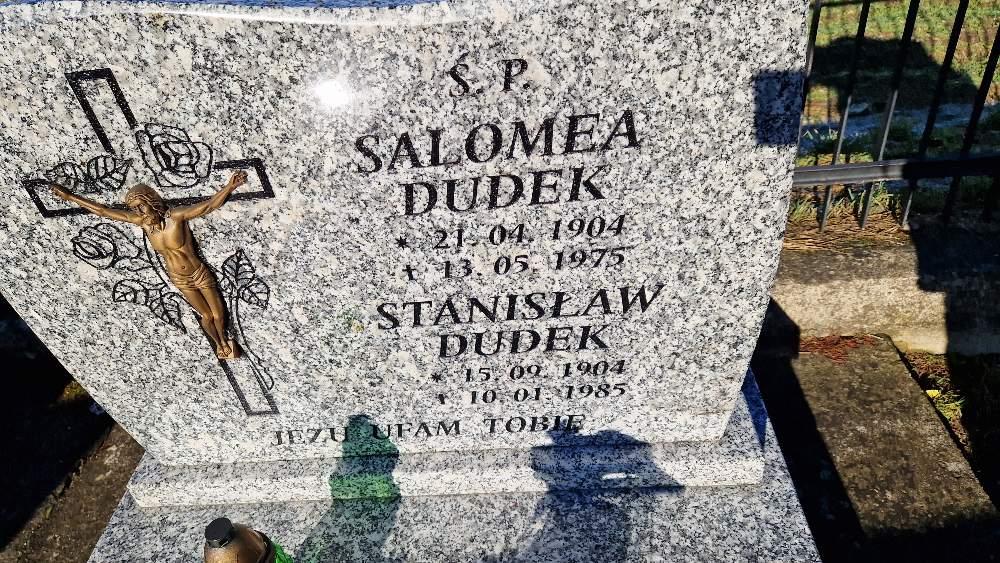 Ś. P.
SALOMEA
DUDEK
* 21. 04. 1904
✝ 13. 05. 1975
STANISŁAW
DUDEK
* 15. 09. 1904
✝ 10. 01. 1985
JEZU UFAM TOBIE